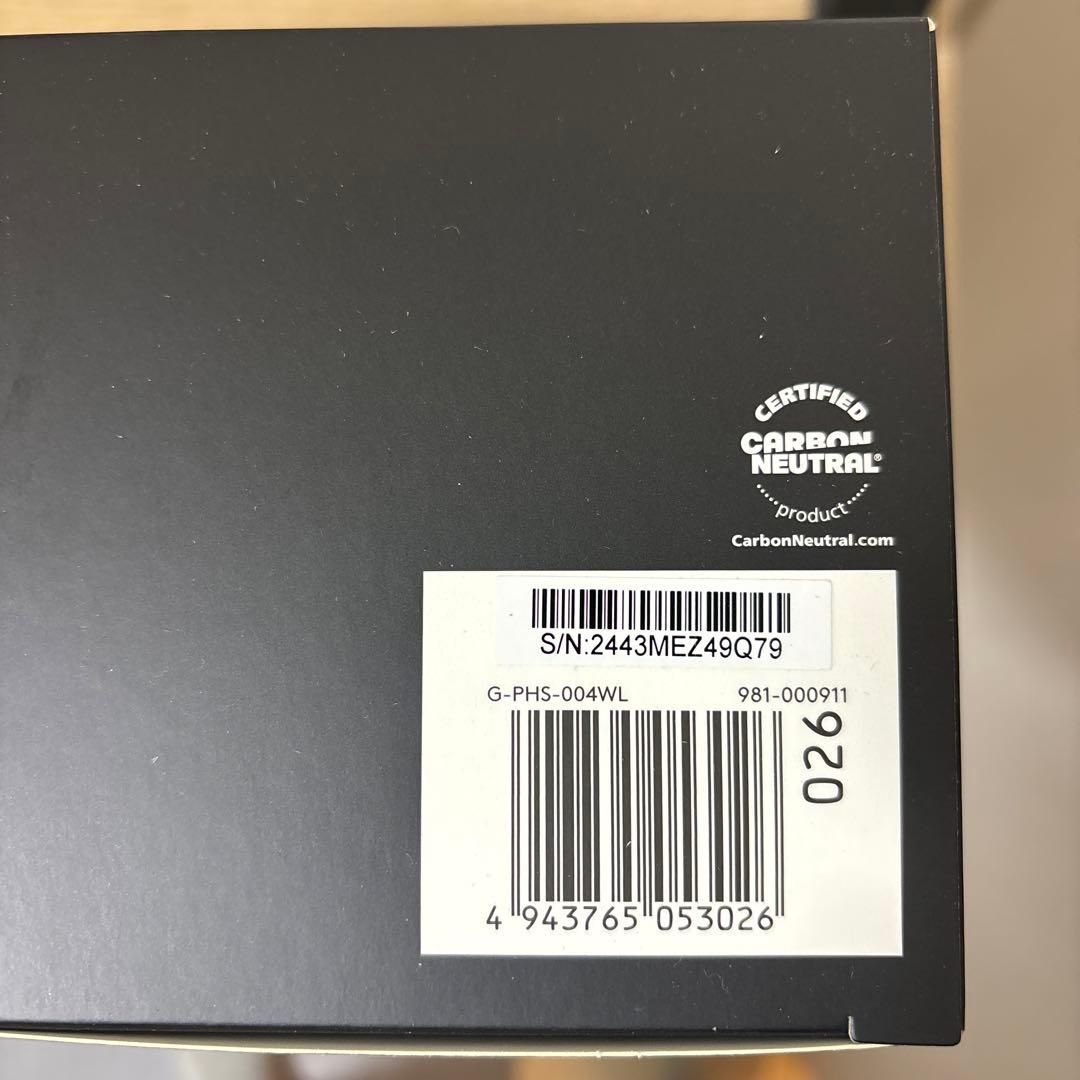 CERTIFIED
CARBON
NEUTRAL®
product
CarbonNeutral.com
S/N:2443MEZ49Q79
G-PHS-004WL 981-000911
026
4 943765 053026